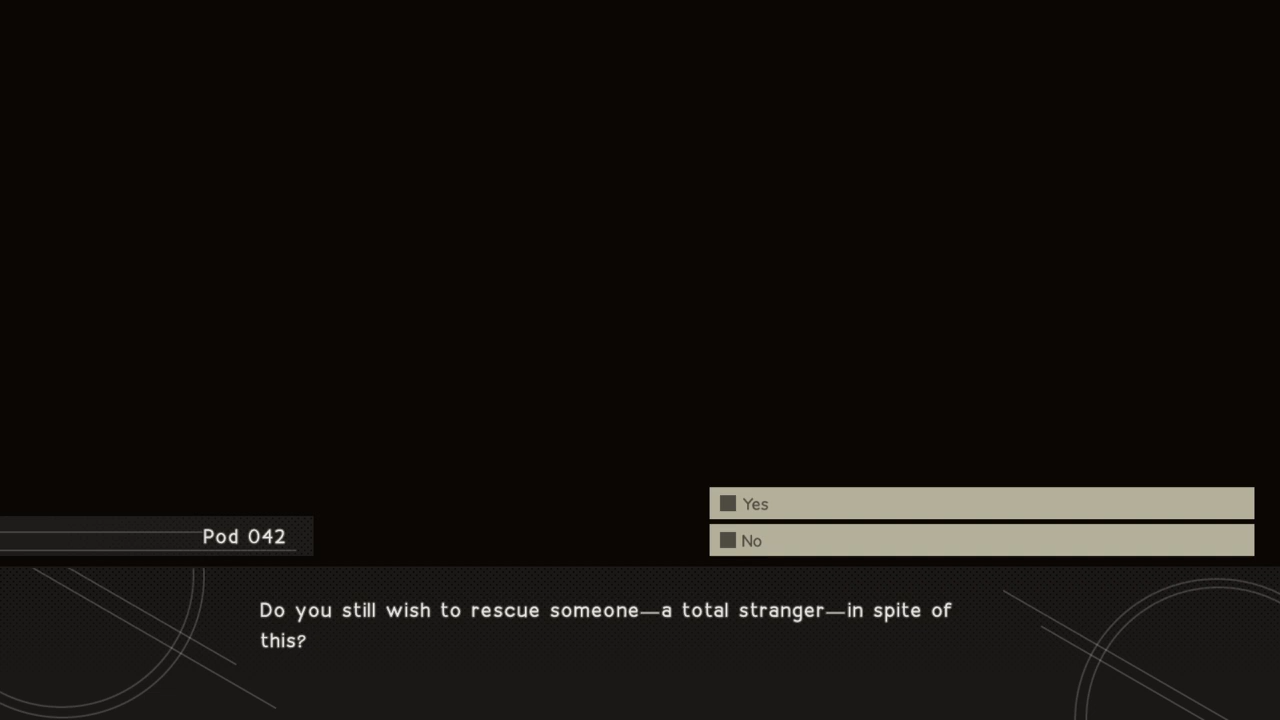 Yes
No
Pod 042
Do you still wish to rescue someone—a total stranger—in spite of
this?